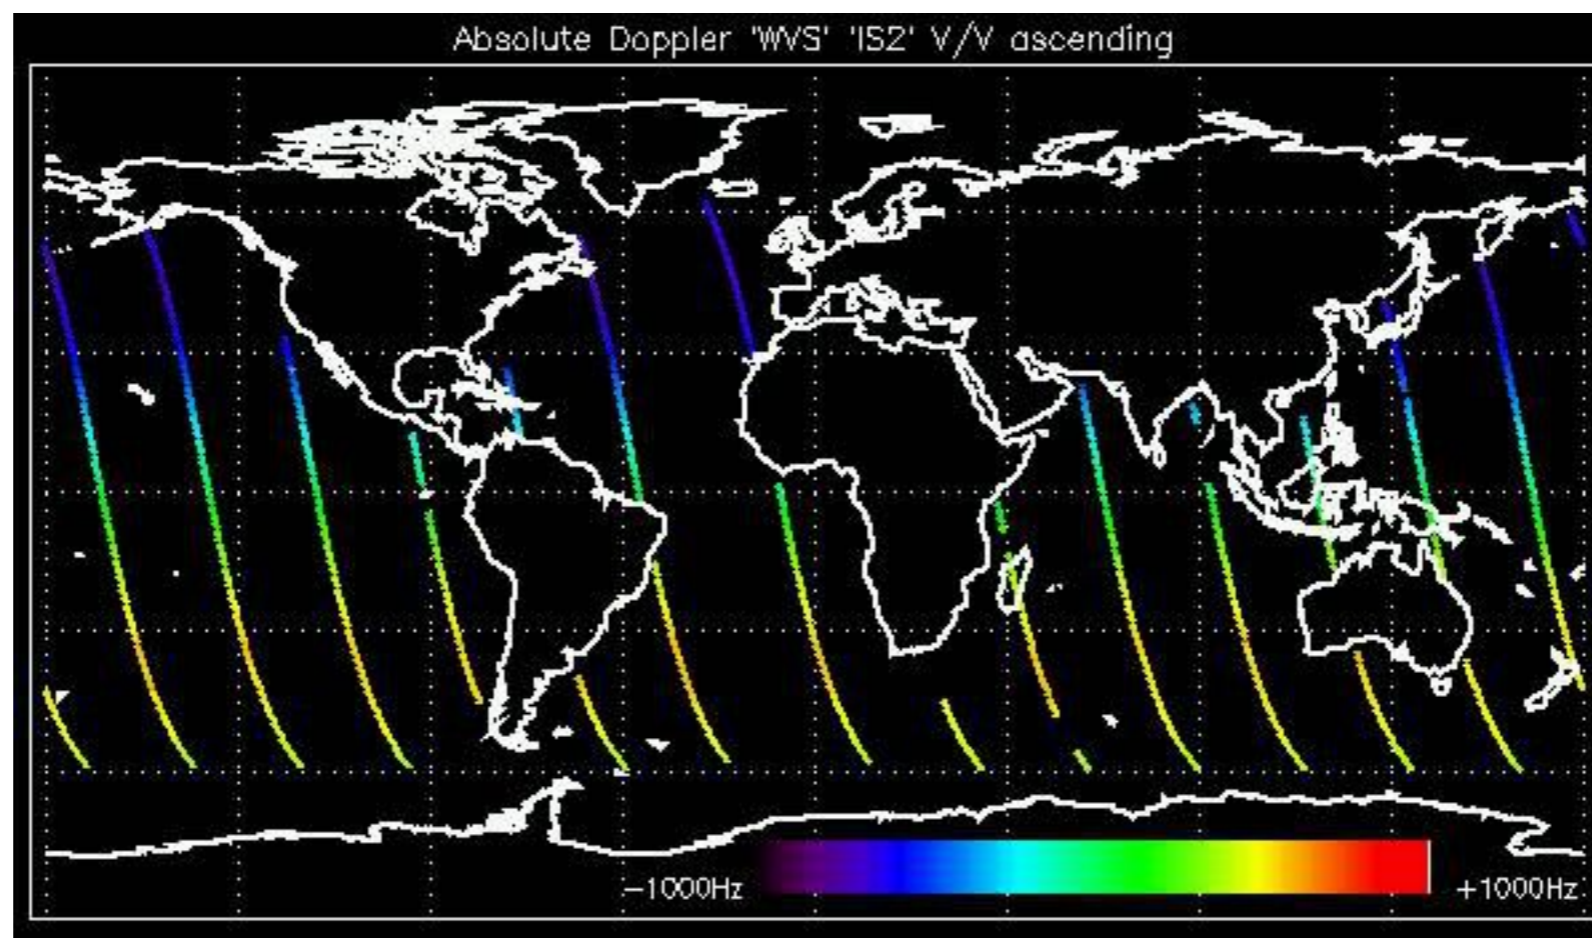 Absolute Doppler 'WVS' 'IS2' V/V ascending
−1000Hz +1000Hz